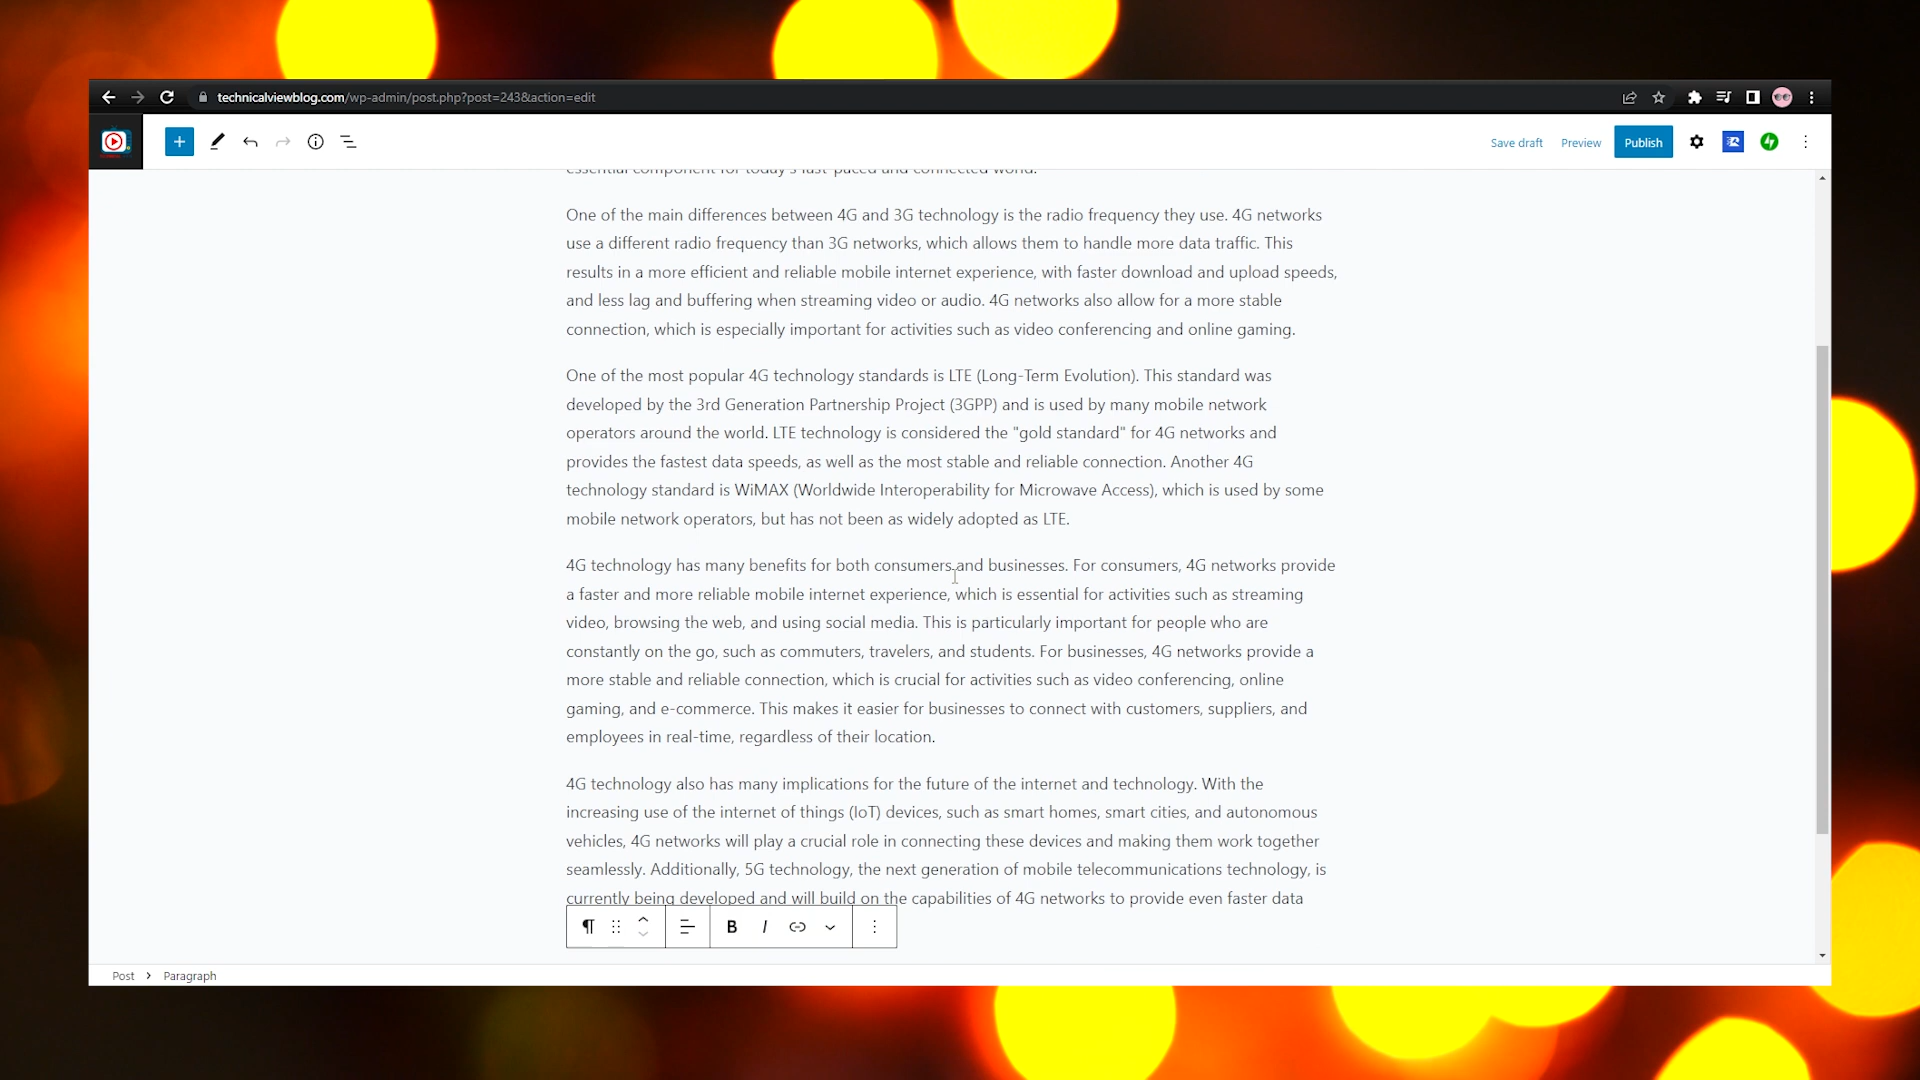 technicalviewblog.com/wp-admin/post.php?post=243&action=edit
Save draft
Preview
Publish
essential component for today's fast-paced and connected world.
One of the main differences between 4G and 3G technology is the radio frequency they use. 4G networks
use a different radio frequency than 3G networks, which allows them to handle more data traffic. This
results in a more efficient and reliable mobile internet experience, with faster download and upload speeds,
and less lag and buffering when streaming video or audio. 4G networks also allow for a more stable
connection, which is especially important for activities such as video conferencing and online gaming.
One of the most popular 4G technology standards is LTE (Long-Term Evolution). This standard was
developed by the 3rd Generation Partnership Project (3GPP) and is used by many mobile network
operators around the world. LTE technology is considered the "gold standard" for 4G networks and
provides the fastest data speeds, as well as the most stable and reliable connection. Another 4G
technology standard is WiMAX (Worldwide Interoperability for Microwave Access), which is used by some
mobile network operators, but has not been as widely adopted as LTE.
4G technology has many benefits for both consumers and businesses. For consumers, 4G networks provide
a faster and more reliable mobile internet experience, which is essential for activities such as streaming
video, browsing the web, and using social media. This is particularly important for people who are
constantly on the go, such as commuters, travelers, and students. For businesses, 4G networks provide a
more stable and reliable connection, which is crucial for activities such as video conferencing, online
gaming, and e-commerce. This makes it easier for businesses to connect with customers, suppliers, and
employees in real-time, regardless of their location.
4G technology also has many implications for the future of the internet and technology. With the
increasing use of the internet of things (IoT) devices, such as smart homes, smart cities, and autonomous
vehicles, 4G networks will play a crucial role in connecting these devices and making them work together
seamlessly. Additionally, 5G technology, the next generation of mobile telecommunications technology, is
currently being developed and will build on the capabilities of 4G networks to provide even faster data
B I
Post > Paragraph